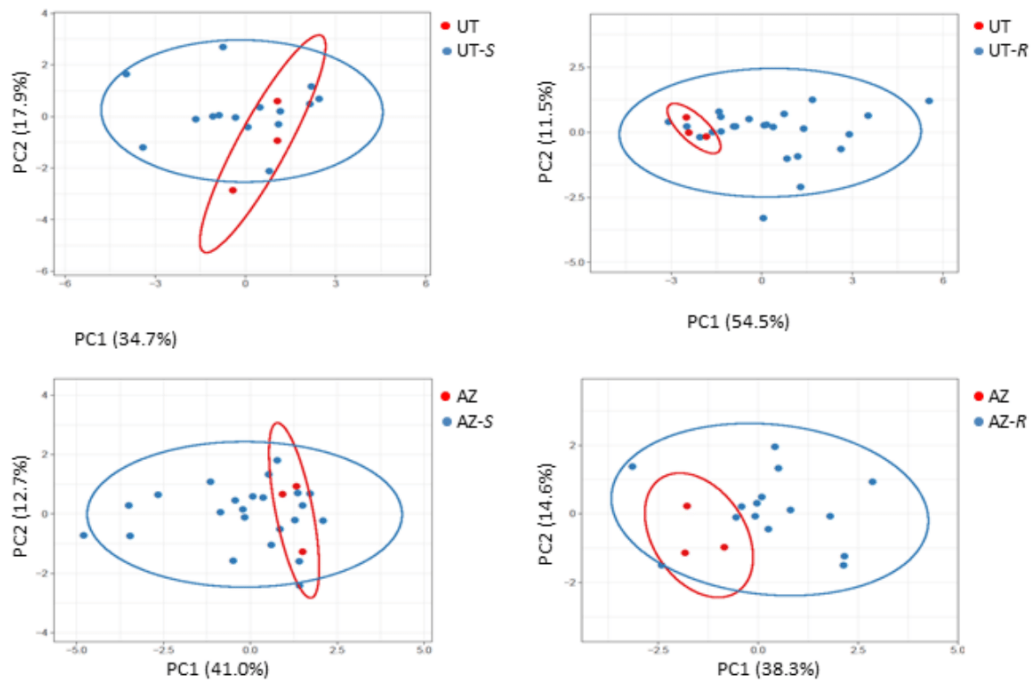 4
2
0
−2
−4
−6
−6
−3
0
3
6
PC2 (17.9%)
PC1 (34.7%)
UT
UT-S
2.5
0.0
−2.5
−5.0
−3
0
3
6
PC2 (11.5%)
PC1 (54.5%)
UT
UT-R
4
2
0
−2
−4
−5.0
−2.5
0.0
2.5
5.0
PC2 (12.7%)
PC1 (41.0%)
AZ
AZ-S
2
0
−2
−2.5
0.0
2.5
5.0
PC2 (14.6%)
PC1 (38.3%)
AZ
AZ-R